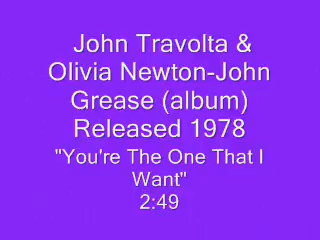 John Travolta &
Olivia Newton-John
Grease (album)
Released 1978
"You're The One That I
Want"
2:49